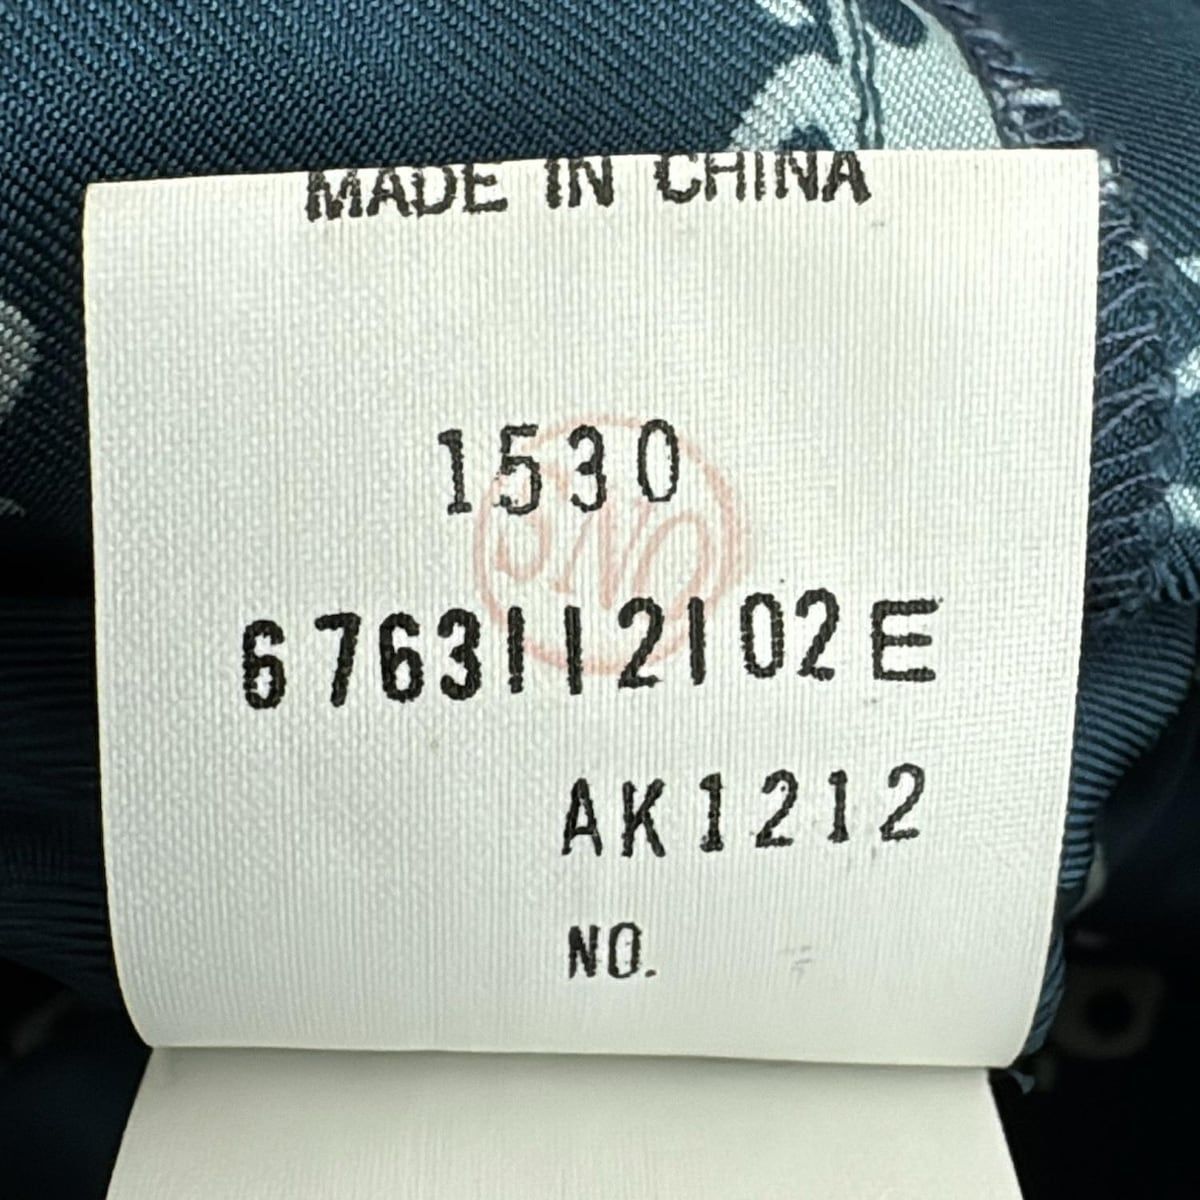 MADE IN CHINA
1530
6763112102E
AK1212
NO.